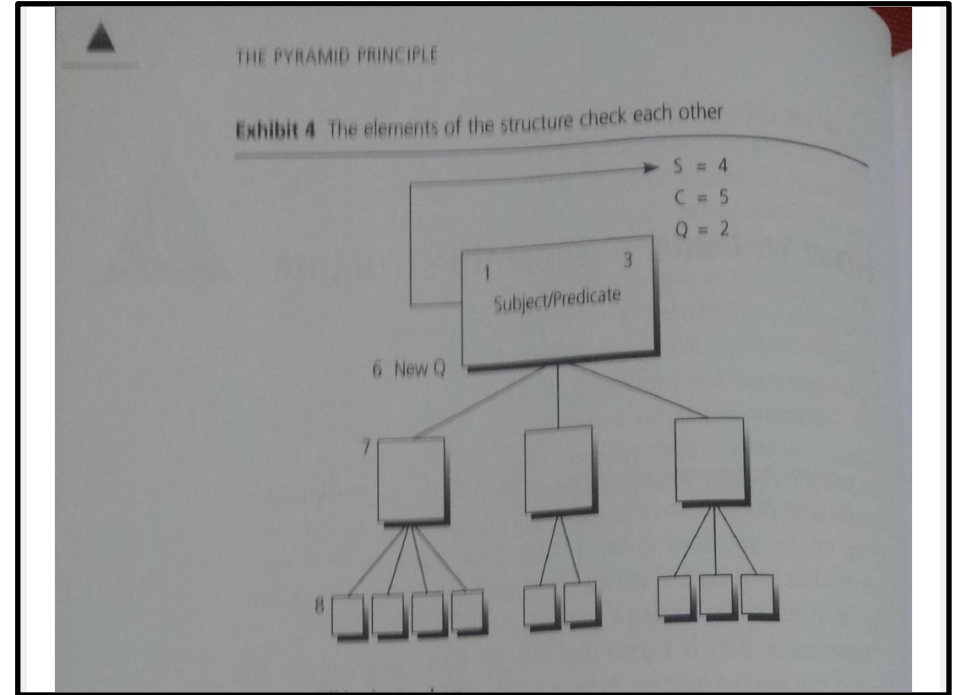 THE PYRAMID PRINCIPLE
Exhibit 4 The elements of the structure check each other
S = 4
C = 5
Q = 2
1 3
Subject/Predicate
6 New Q
7
8